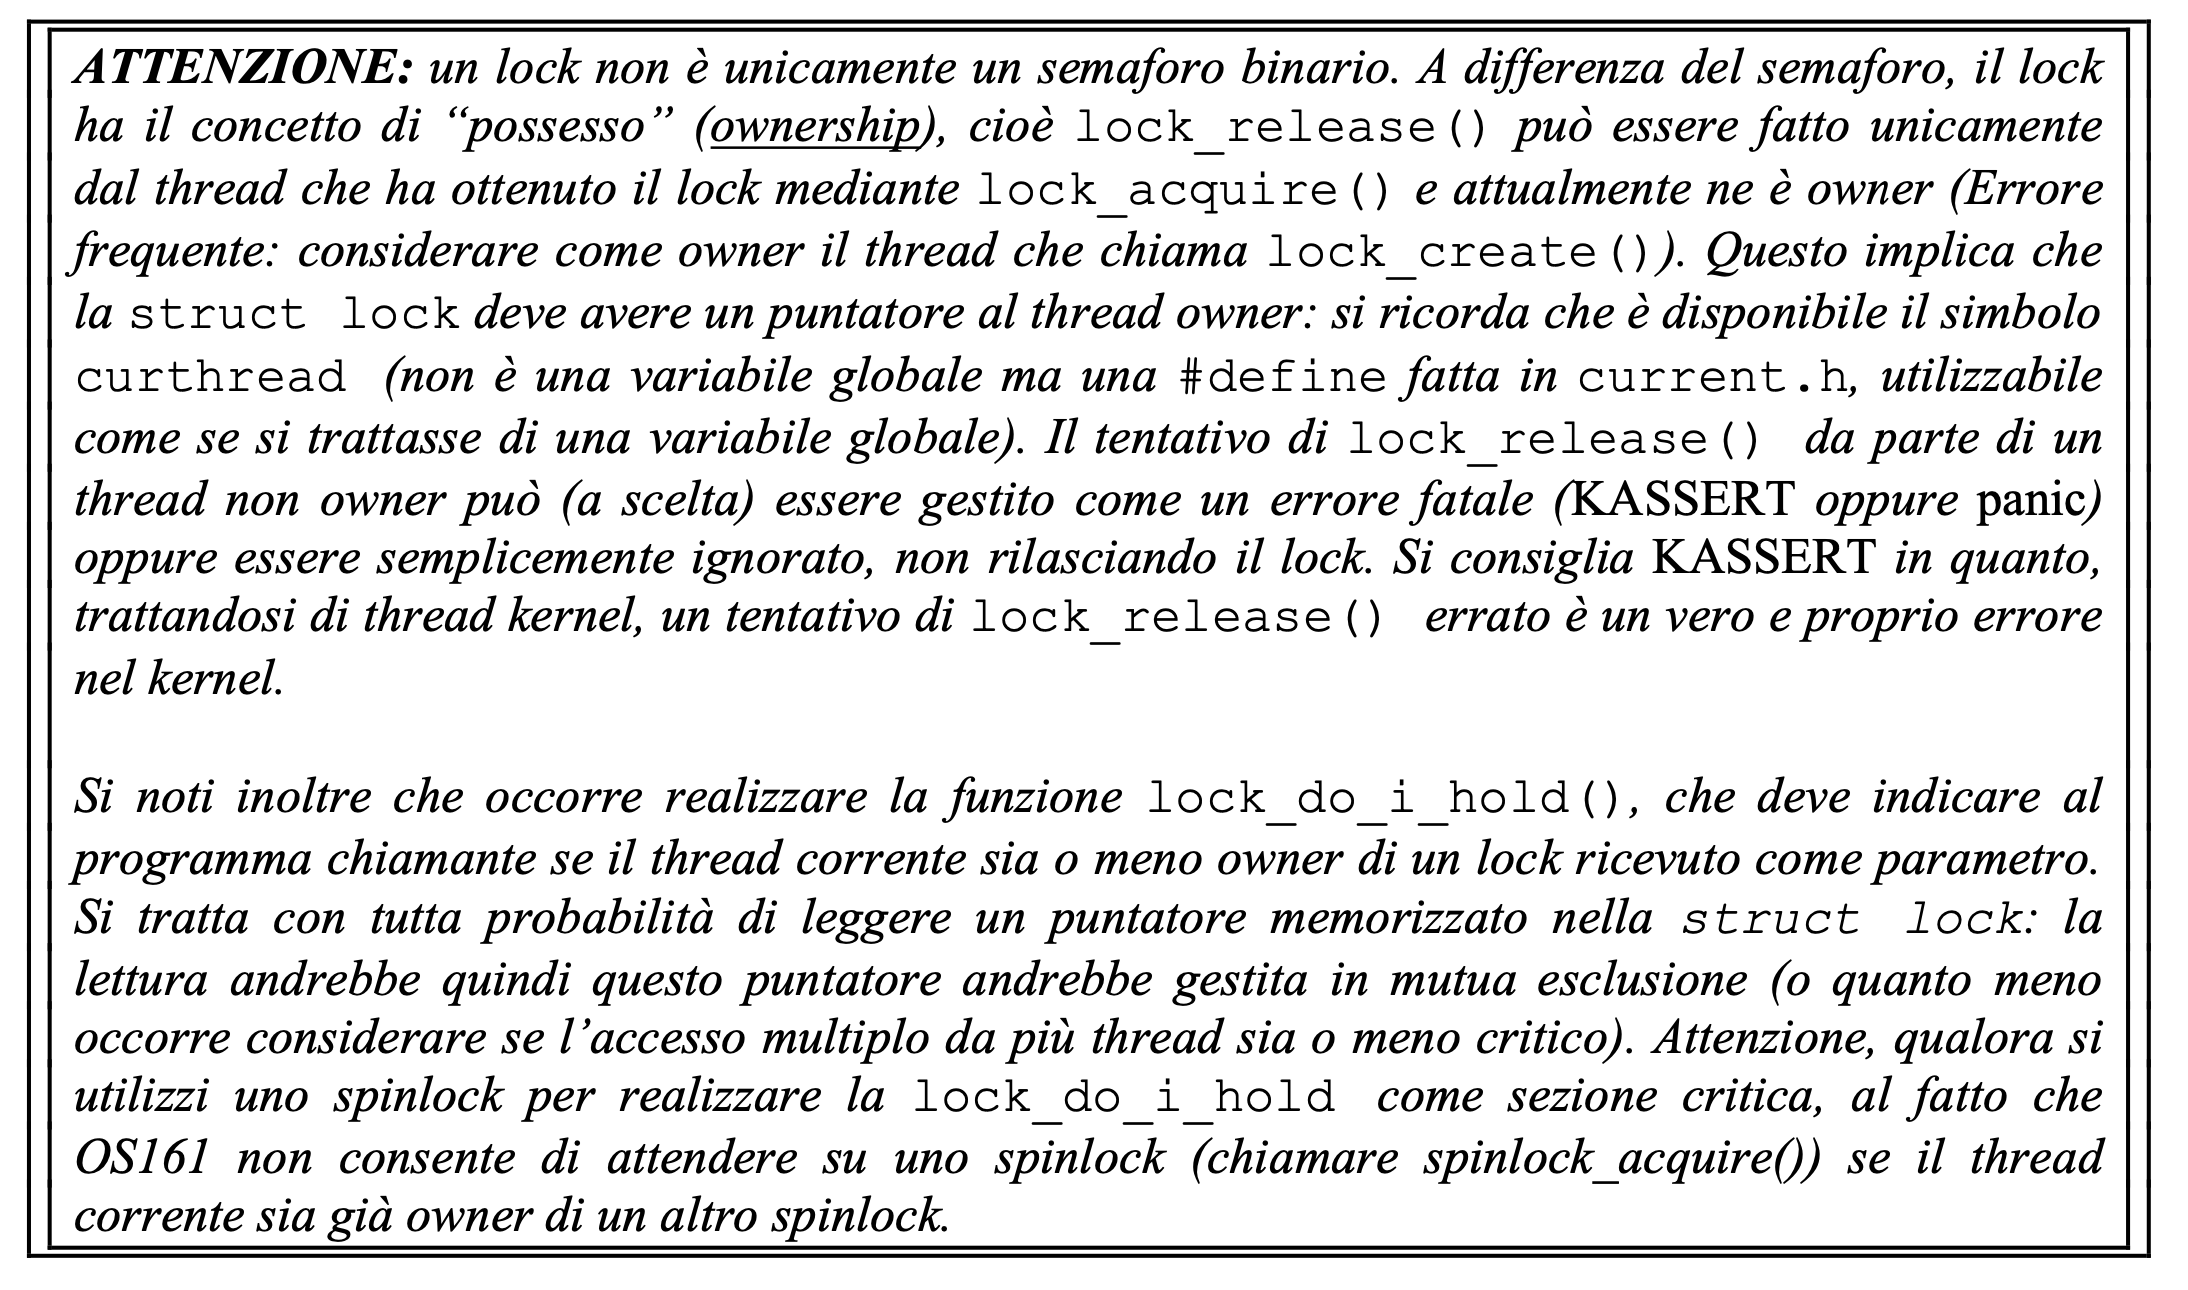 ATTENZIONE: un lock non è unicamente un semaforo binario. A differenza del semaforo, il lock
ha il concetto di “possesso” (ownership), cioè lock_release() può essere fatto unicamente
dal thread che ha ottenuto il lock mediante lock_acquire() e attualmente ne è owner (Errore
frequente: considerare come owner il thread che chiama lock_create()). Questo implica che
la struct lock deve avere un puntatore al thread owner: si ricorda che è disponibile il simbolo
curthread (non è una variabile globale ma una #define fatta in current.h, utilizzabile
come se si trattasse di una variabile globale). Il tentativo di lock_release() da parte di un
thread non owner può (a scelta) essere gestito come un errore fatale (KASSERT oppure panic)
oppure essere semplicemente ignorato, non rilasciando il lock. Si consiglia KASSERT in quanto,
trattandosi di thread kernel, un tentativo di lock_release() errato è un vero e proprio errore
nel kernel.
Si noti inoltre che occorre realizzare la funzione lock_do_i_hold(), che deve indicare al
programma chiamante se il thread corrente sia o meno owner di un lock ricevuto come parametro.
Si tratta con tutta probabilità di leggere un puntatore memorizzato nella struct lock: la
lettura andrebbe quindi questo puntatore andrebbe gestita in mutua esclusione (o quanto meno
occorre considerare se l’accesso multiplo da più thread sia o meno critico). Attenzione, qualora si
utilizzi uno spinlock per realizzare la lock_do_i_hold come sezione critica, al fatto che
OS161 non consente di attendere su uno spinlock (chiamare spinlock_acquire()) se il thread
corrente sia già owner di un altro spinlock.